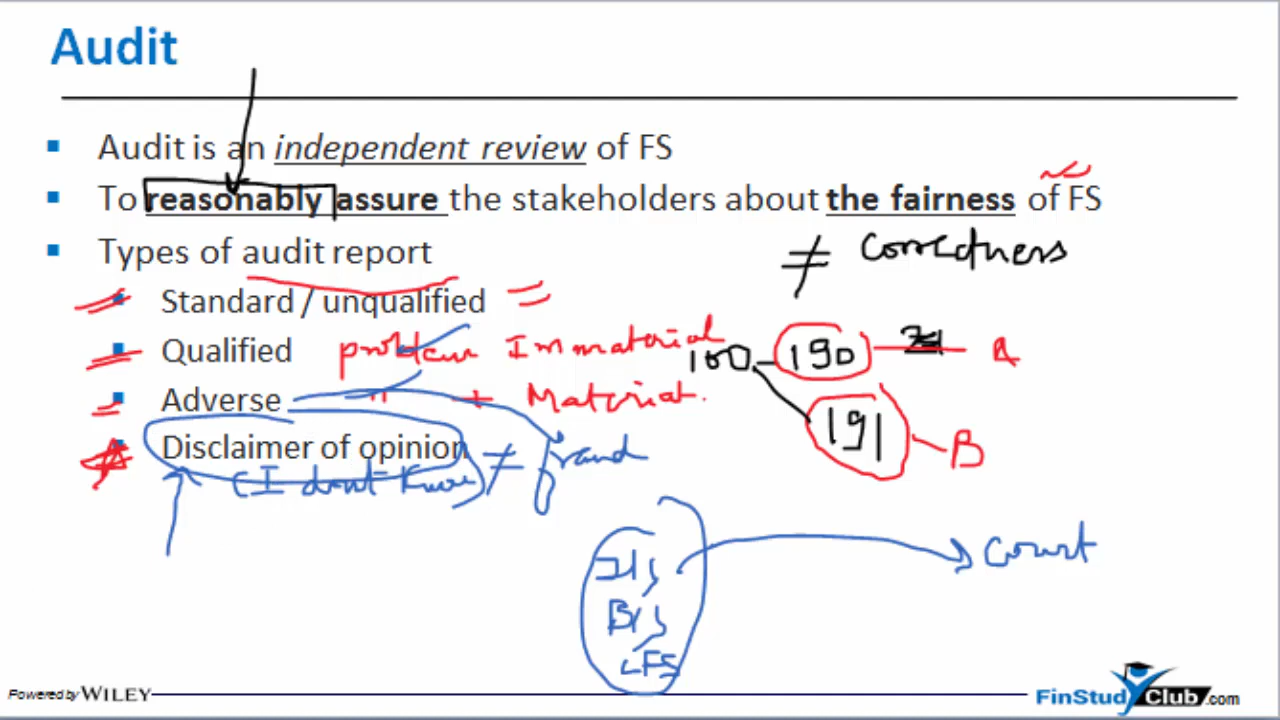 Audit
Audit is an independent review of FS
To reasonably assure the stakeholders about the fairness of FS
≠ correctness
Types of audit report
Standard / unqualified
Qualified problem Immaterial
100 190 A
Adverse " + Material.
191 B
Disclaimer of opinion ≠ fraud
(I dont know)
I/S Court
B/S
CFS
Powered by WILEY
FinStudyClub.com